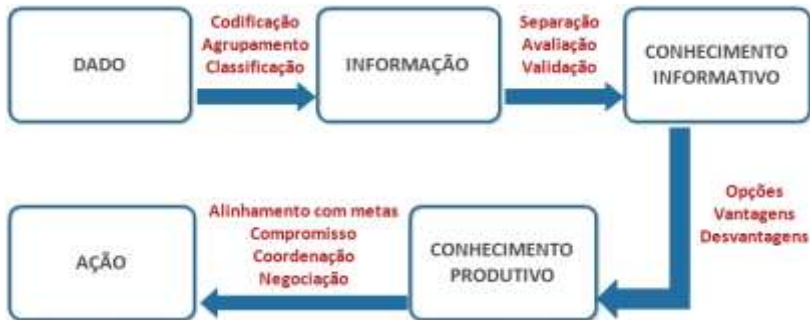 DADO
Codificação
Agrupamento
Classificação
INFORMAÇÃO
Separação
Avaliação
Validação
CONHECIMENTO
INFORMATIVO
Opções
Vantagens
Desvantagens
CONHECIMENTO
PRODUTIVO
Alinhamento com metas
Compromisso
Coordenação
Negociação
AÇÃO